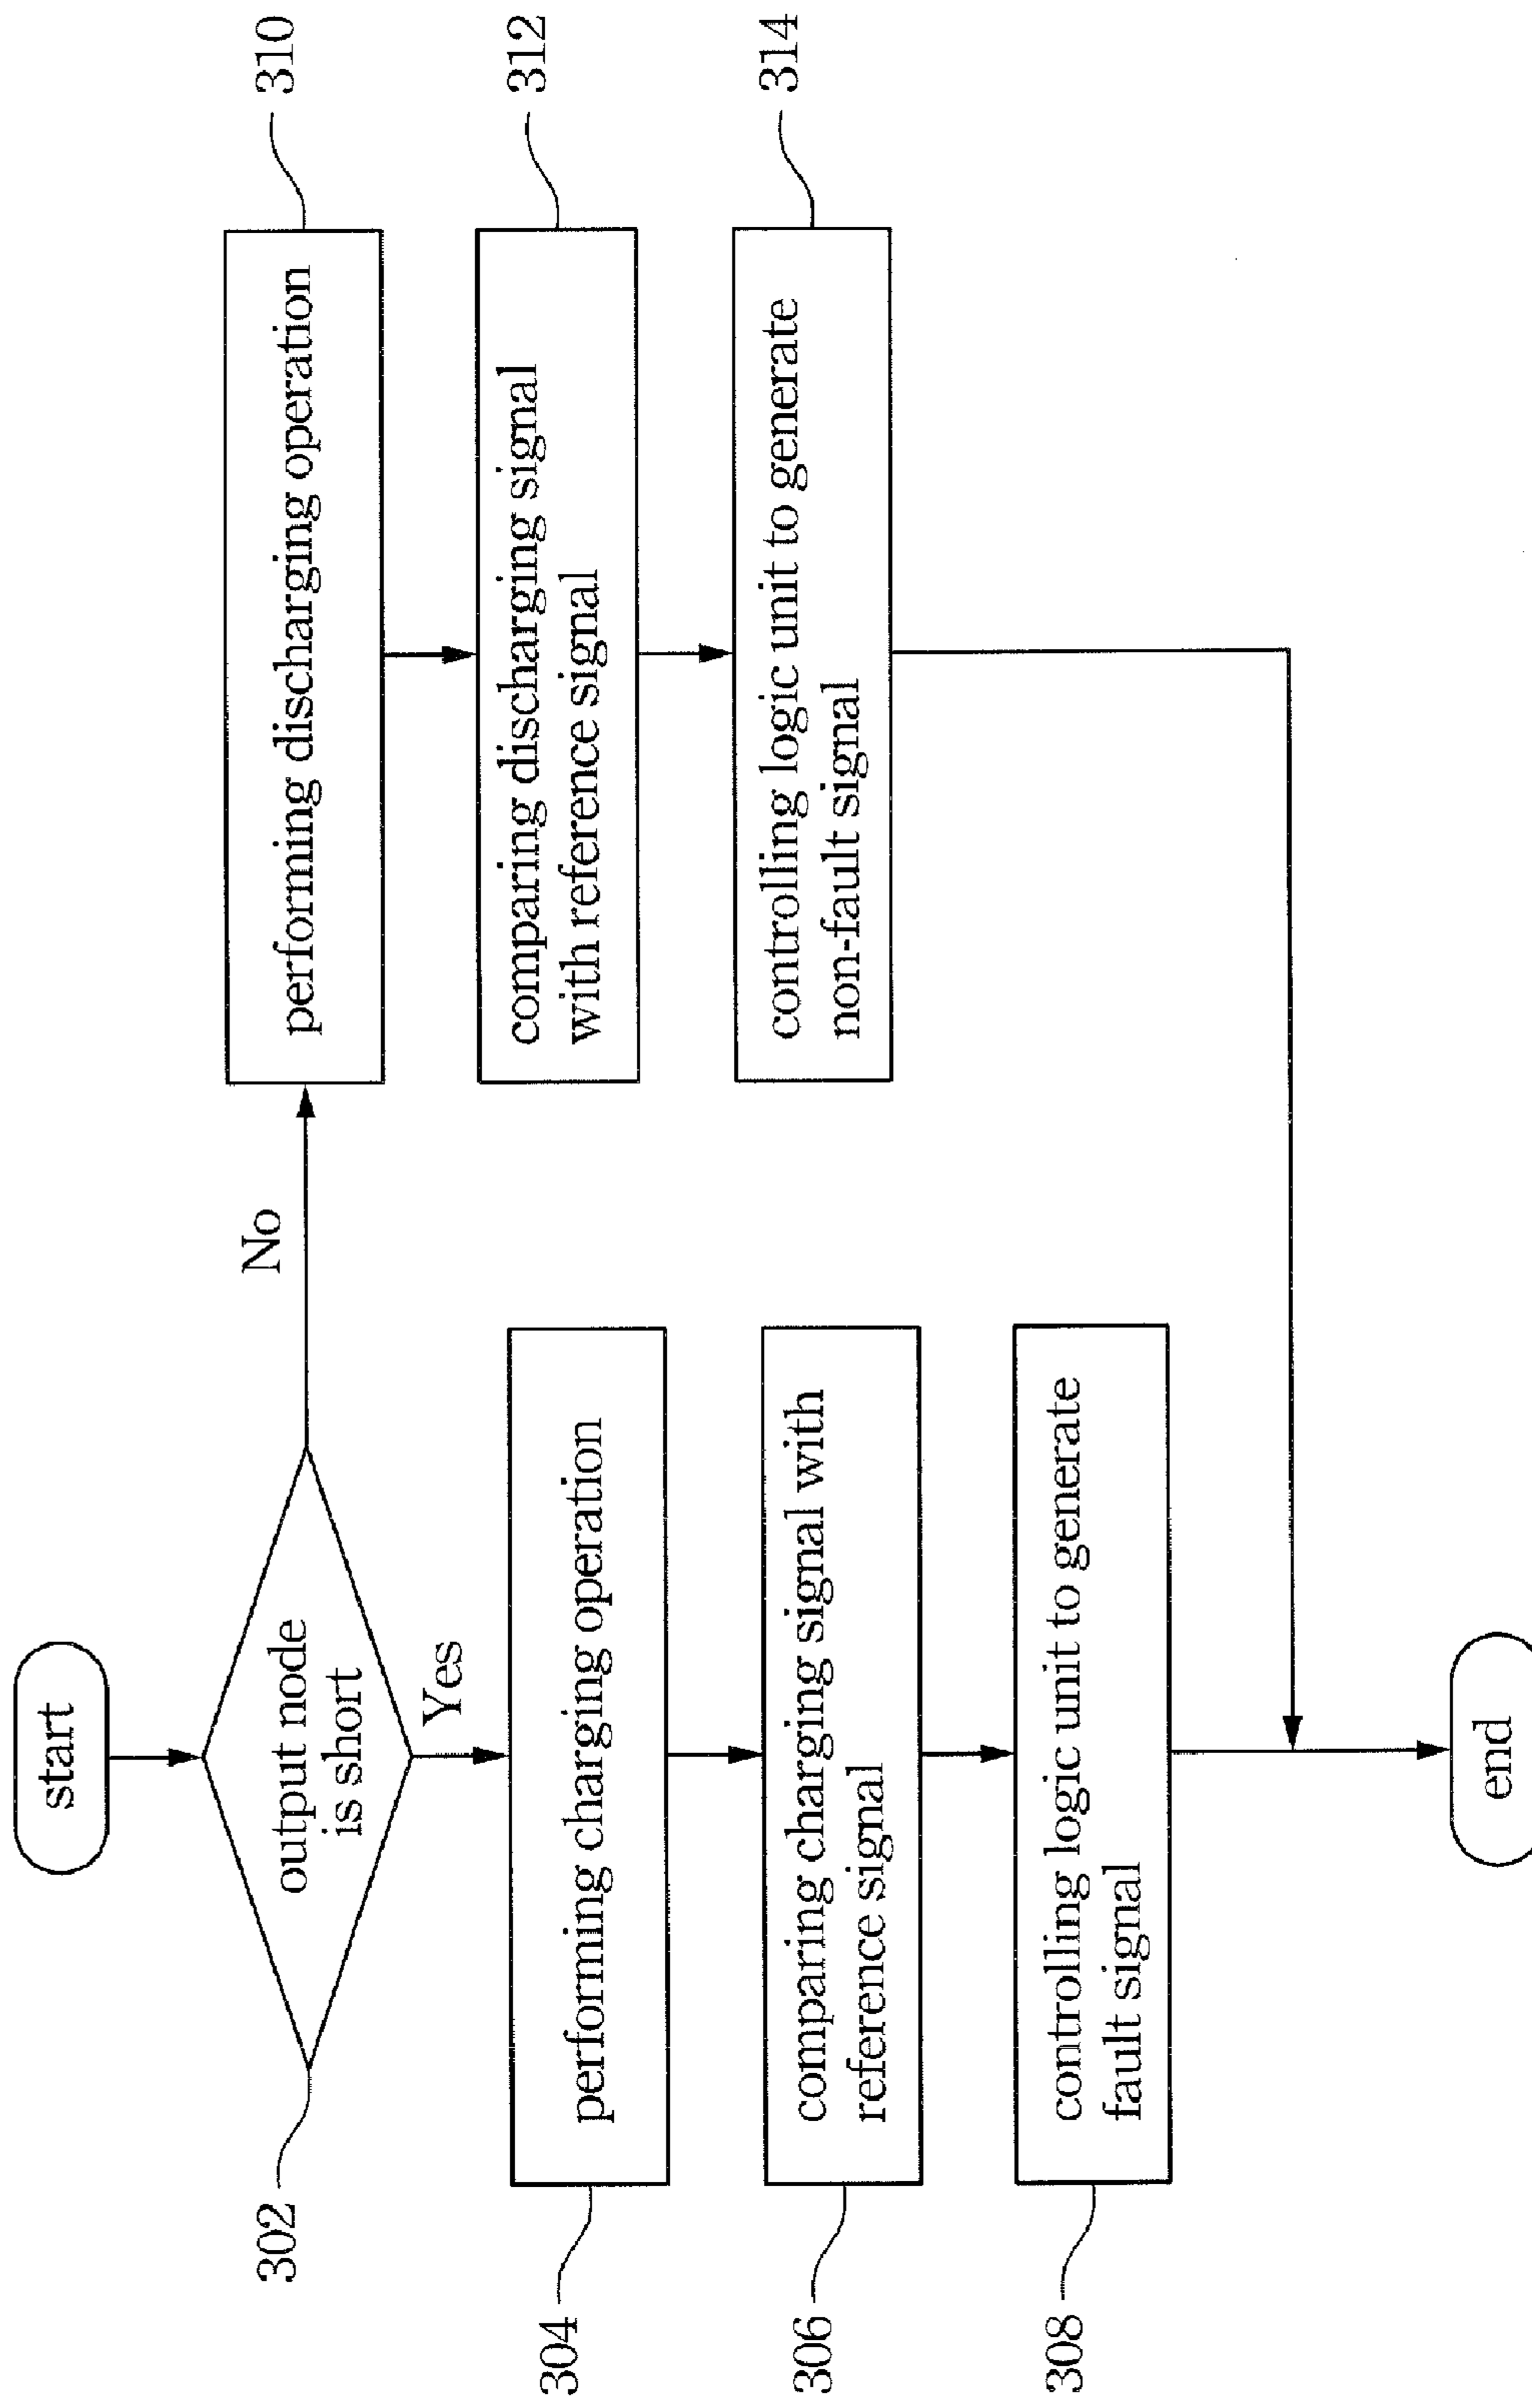 start
output node
is short
302
No
Yes
performing charging operation
304
comparing charging signal with
reference signal
306
controlling logic unit to generate
fault signal
308
performing discharging operation
310
comparing discharging signal
with reference signal
312
controlling logic unit to generate
non-fault signal
314
end